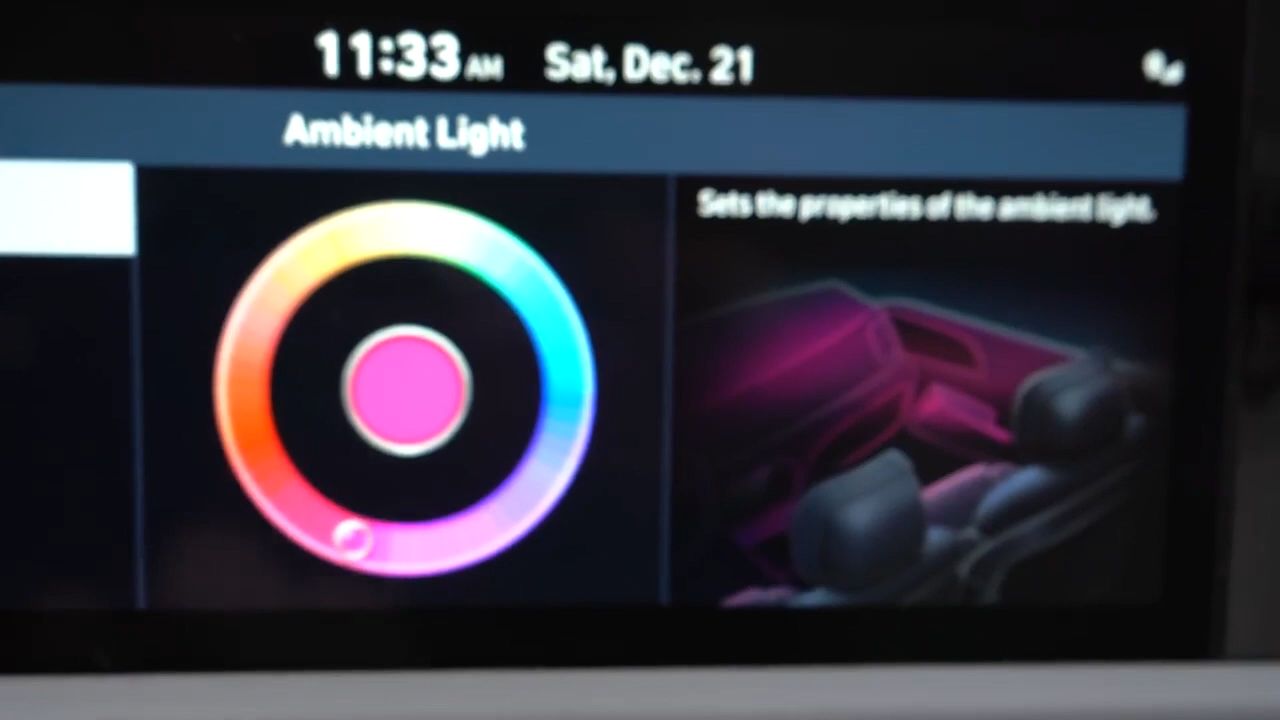 11:33 AM Sat, Dec. 21
Ambient Light
Sets the properties of the ambient light.